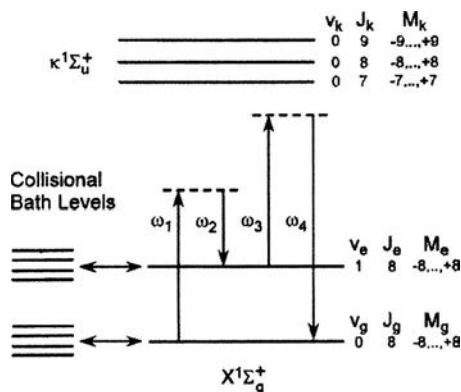 v_k J_k M_k
0 9 -9...,+9
κ¹Σ_u⁺ 0 8 -8,..,+8
0 7 -7,..,+7
Collisional
Bath Levels
ω₁ ω₂ ω₃ ω₄
v_e J_e M_e
1 8 -8,..,+8
v_g J_g M_g
0 8 -8,..,+8
X¹Σ_g⁺